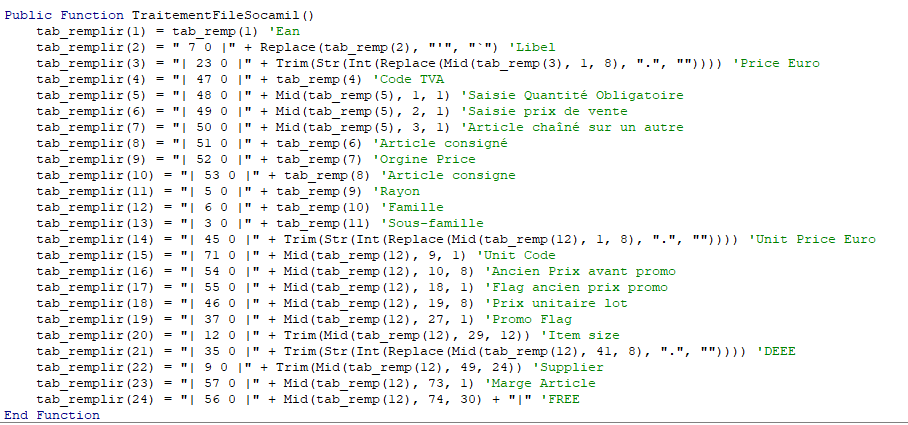 Public Function TraitementFileSocamil()
    tab_remplir(1) = tab_remp(1) 'Ean
    tab_remplir(2) = " 7 0 |" + Replace(tab_remp(2), "'", "`") 'Libel
    tab_remplir(3) = "| 23 0 |" + Trim(Str(Int(Replace(Mid(tab_remp(3), 1, 8), ".", "")))) 'Price Euro
    tab_remplir(4) = "| 47 0 |" + tab_remp(4) 'Code TVA
    tab_remplir(5) = "| 48 0 |" + Mid(tab_remp(5), 1, 1) 'Saisie Quantité Obligatoire
    tab_remplir(6) = "| 49 0 |" + Mid(tab_remp(5), 2, 1) 'Saisie prix de vente
    tab_remplir(7) = "| 50 0 |" + Mid(tab_remp(5), 3, 1) 'Article chaîné sur un autre
    tab_remplir(8) = "| 51 0 |" + tab_remp(6) 'Article consigné
    tab_remplir(9) = "| 52 0 |" + tab_remp(7) 'Orgine Price
    tab_remplir(10) = "| 53 0 |" + tab_remp(8) 'Article consigne
    tab_remplir(11) = "| 5 0 |" + tab_remp(9) 'Rayon
    tab_remplir(12) = "| 6 0 |" + tab_remp(10) 'Famille
    tab_remplir(13) = "| 3 0 |" + tab_remp(11) 'Sous-famille
    tab_remplir(14) = "| 45 0 |" + Trim(Str(Int(Replace(Mid(tab_remp(12), 1, 8), ".", "")))) 'Unit Price Euro
    tab_remplir(15) = "| 71 0 |" + Mid(tab_remp(12), 9, 1) 'Unit Code
    tab_remplir(16) = "| 54 0 |" + Mid(tab_remp(12), 10, 8) 'Ancien Prix avant promo
    tab_remplir(17) = "| 55 0 |" + Mid(tab_remp(12), 18, 1) 'Flag ancien prix promo
    tab_remplir(18) = "| 46 0 |" + Mid(tab_remp(12), 19, 8) 'Prix unitaire lot
    tab_remplir(19) = "| 37 0 |" + Mid(tab_remp(12), 27, 1) 'Promo Flag
    tab_remplir(20) = "| 12 0 |" + Trim(Mid(tab_remp(12), 29, 12)) 'Item size
    tab_remplir(21) = "| 35 0 |" + Trim(Str(Int(Replace(Mid(tab_remp(12), 41, 8), ".", "")))) 'DEEE
    tab_remplir(22) = "| 9 0 |" + Trim(Mid(tab_remp(12), 49, 24)) 'Supplier
    tab_remplir(23) = "| 57 0 |" + Mid(tab_remp(12), 73, 1) 'Marge Article
    tab_remplir(24) = "| 56 0 |" + Mid(tab_remp(12), 74, 30) + "|" 'FREE
End Function